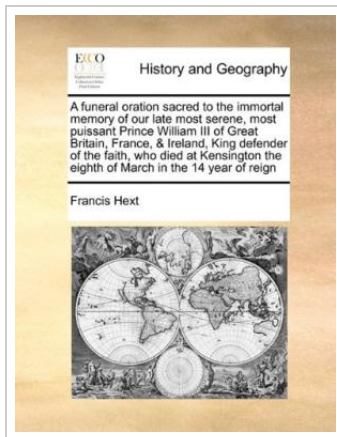 ECCO
History and Geography
A funeral oration sacred to the immortal
memory of our late most serene, most
puissant Prince William III of Great
Britain, France, & Ireland, King defender
of the faith, who died at Kensington the
eighth of March in the 14 year of reign
Francis Hext